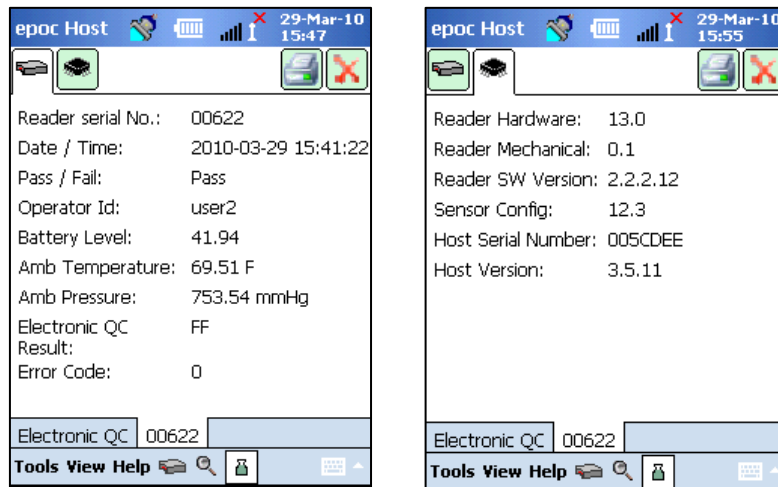 epoc Host 29-Mar-10
15:47
Reader serial No.: 00622
Date / Time: 2010-03-29 15:41:22
Pass / Fail: Pass
Operator Id: user2
Battery Level: 41.94
Amb Temperature: 69.51 F
Amb Pressure: 753.54 mmHg
Electronic QC FF
Result:
Error Code: 0
Electronic QC 00622
Tools View Help
epoc Host 29-Mar-10
15:55
Reader Hardware: 13.0
Reader Mechanical: 0.1
Reader SW Version: 2.2.2.12
Sensor Config: 12.3
Host Serial Number: 005CDEE
Host Version: 3.5.11
Electronic QC 00622
Tools View Help